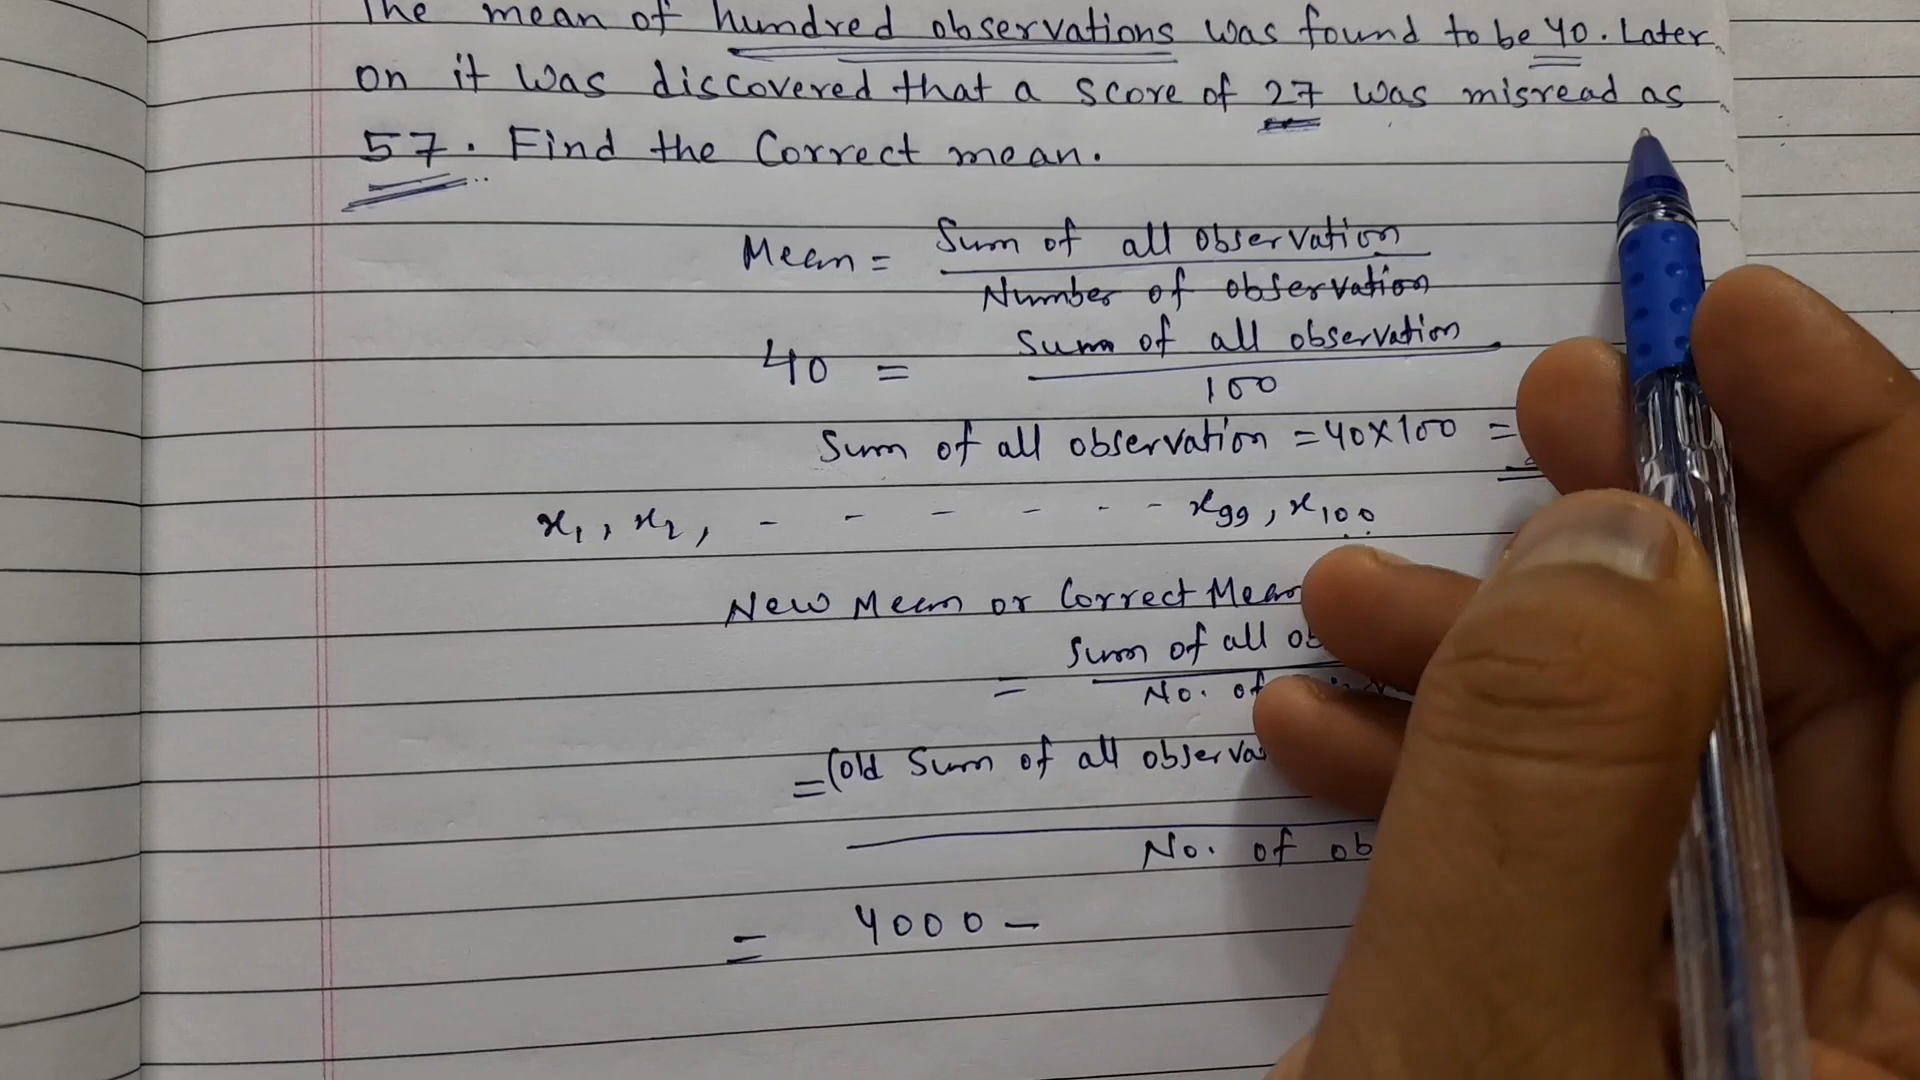 The mean of hundred observations was found to be 40. Later
on it was discovered that a score of 27 was misread as
57. Find the Correct mean.
Mean = Sum of all observation
Number of observation
40 = Sum of all observation
100
Sum of all observation = 40×100 =
x₁, x₂, - - - - - - x₉₉, x₁₀₀
New Mean or Correct Mean
= Sum of all
No. of
= (old Sum of all
No. of
= 4000 -